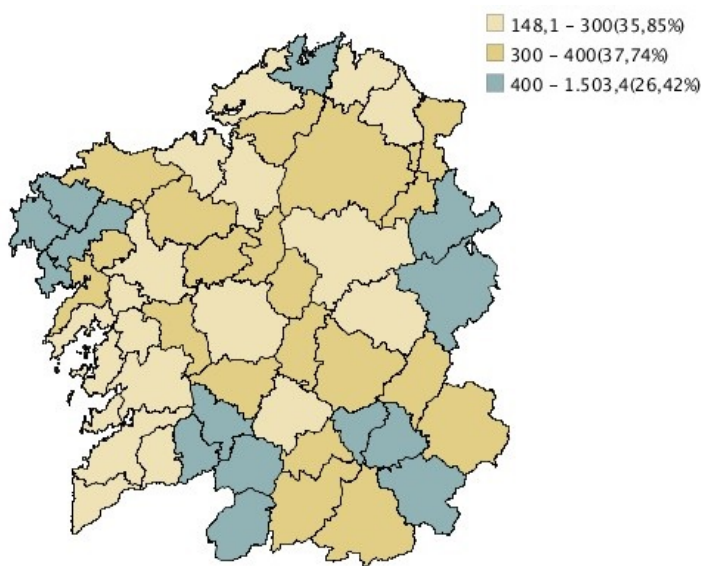 148,1 – 300(35,85%)
300 – 400(37,74%)
400 – 1.503,4(26,42%)